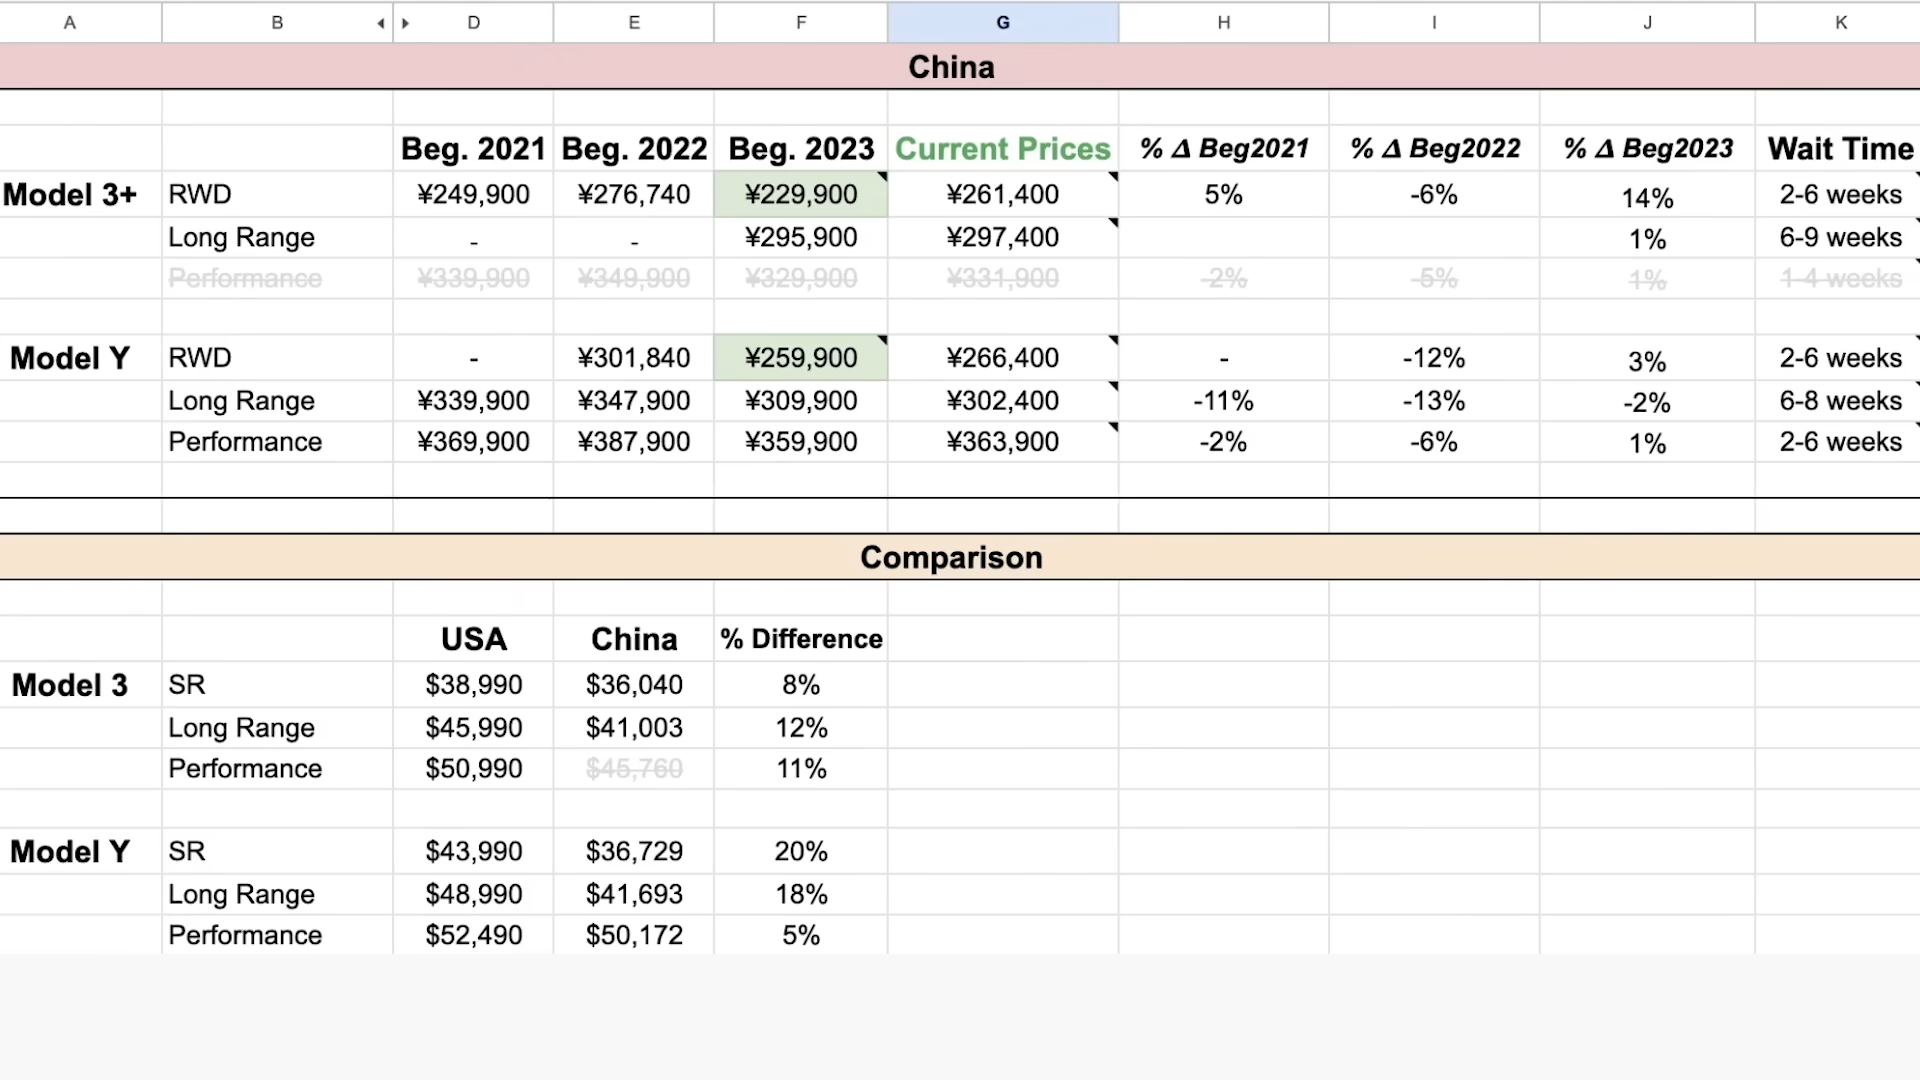 A B D E F G H I J K
China
Beg. 2021 Beg. 2022 Beg. 2023 Current Prices % Δ Beg2021 % Δ Beg2022 % Δ Beg2023 Wait Time
Model 3+ RWD ¥249,900 ¥276,740 ¥229,900 ¥261,400 5% -6% 14% 2-6 weeks
Long Range - - ¥295,900 ¥297,400 1% 6-9 weeks
Performance ¥339,900 ¥349,900 ¥329,900 ¥331,900 -2% -5% 1% 1-4 weeks
Model Y RWD - ¥301,840 ¥259,900 ¥266,400 - -12% 3% 2-6 weeks
Long Range ¥339,900 ¥347,900 ¥309,900 ¥302,400 -11% -13% -2% 6-8 weeks
Performance ¥369,900 ¥387,900 ¥359,900 ¥363,900 -2% -6% 1% 2-6 weeks
Comparison
USA China % Difference
Model 3 SR $38,990 $36,040 8%
Long Range $45,990 $41,003 12%
Performance $50,990 $45,760 11%
Model Y SR $43,990 $36,729 20%
Long Range $48,990 $41,693 18%
Performance $52,490 $50,172 5%